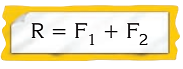 R = F₁ + F₂